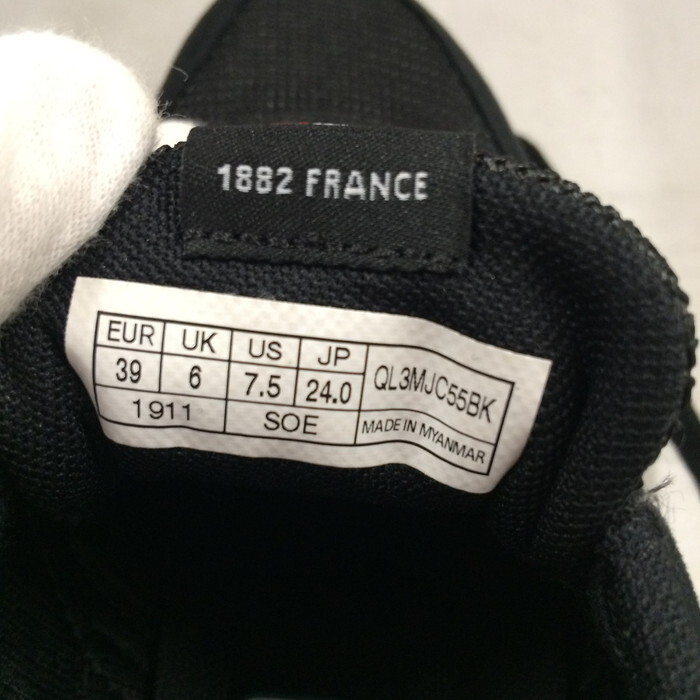 1882 FRANCE
EUR UK US JP
39 6 7.5 24.0 QL3MJC55BK
1911 SOE MADE IN MYANMAR